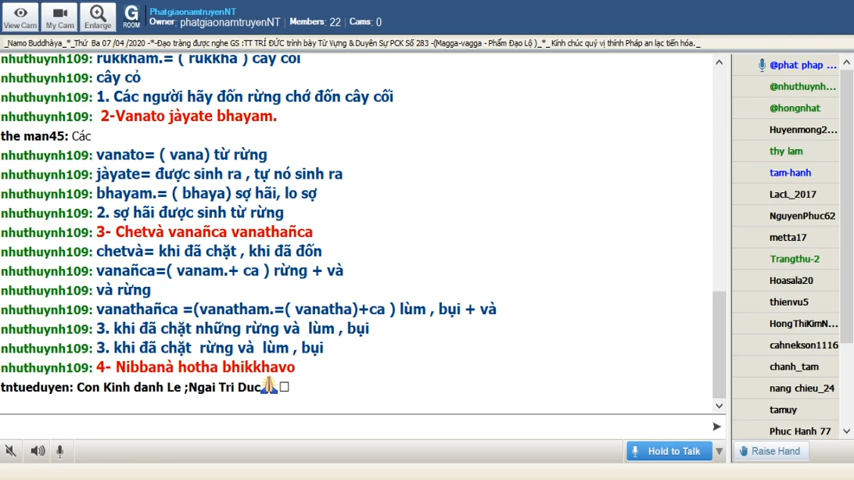 PhatgiaonamtruyenNT
Owner: phatgiaonamtruyenNT | Members: 22 | Cams: 0
View Cam
My Cam
Enlarge
G
ROOM
_Namo Buddhàya_*_Thứ Ba 07 /04 /2020 -*-Đạo tràng được nghe GS :TT TRÍ ĐỨC trình bày Từ Vựng & Duyên Sự PCK Số 283 -(Magga-vagga - Phẩm Đạo Lộ )_*_ Kính chúc quý vị thính Pháp an lạc tiến hóa._
nhuthuynh109: rukkham.= ( rukkha ) cây cối
nhuthuynh109: cây cỏ
nhuthuynh109: 1. Các người hãy đốn rừng chớ đốn cây cối
nhuthuynh109: 2-Vanato jàyate bhayam.
the man45: Các
nhuthuynh109: vanato= ( vana) từ rừng
nhuthuynh109: jàyate= được sinh ra , tự nó sinh ra
nhuthuynh109: bhayam.= ( bhaya) sợ hãi, lo sợ
nhuthuynh109: 2. sợ hãi được sinh từ rừng
nhuthuynh109: 3- Chetvà vanañca vanathañca
nhuthuynh109: chetvà= khi đã chặt , khi đã đốn
nhuthuynh109: vanañca=( vanam.+ ca ) rừng + và
nhuthuynh109: và rừng
nhuthuynh109: vanathañca =(vanatham.=( vanatha)+ca ) lùm , bụi + và
nhuthuynh109: 3. khi đã chặt những rừng và lùm , bụi
nhuthuynh109: 3. khi đã chặt rừng và lùm , bụi
nhuthuynh109: 4- Nibbanà hotha bhikkhavo
tntueduyen: Con Kinh danh Le ;Ngai Tri Duc🙏□
@phat phap ...
@nhuthuynh...
@hongnhat
Huyenmong2...
thy lam
tam-hanh
LacL_2017
NguyenPhuc62
metta17
Trangthu-2
Hoasala20
thienvu5
HongThiKimN...
cahnekson1116
chanh_tam
nang chieu_24
tamuy
Phuc Hanh 77
Hold to Talk
Raise Hand